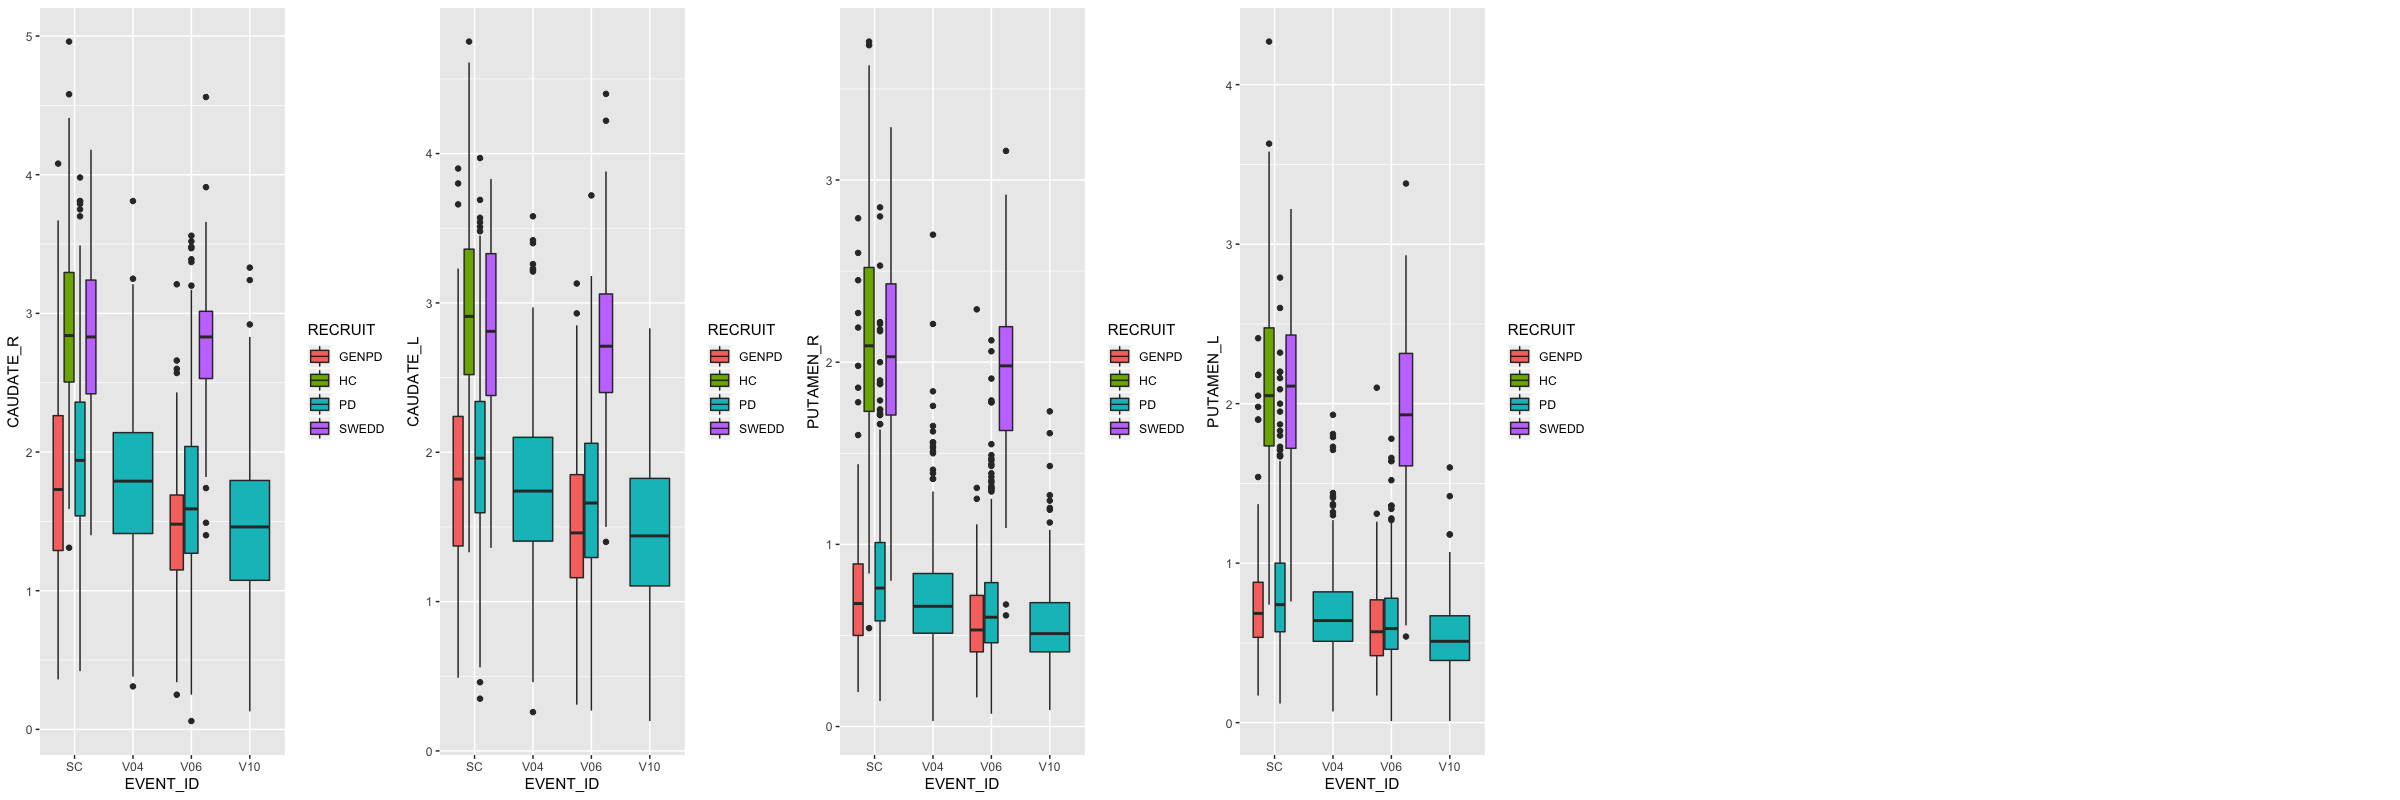 CAUDATE_R
5
4
3
2
1
0
SC V04 V06 V10
EVENT_ID
RECRUIT
GENPD
HC
PD
SWEDD
CAUDATE_L
4
3
2
1
0
SC V04 V06 V10
EVENT_ID
RECRUIT
GENPD
HC
PD
SWEDD
PUTAMEN_R
3
2
1
0
SC V04 V06 V10
EVENT_ID
RECRUIT
GENPD
HC
PD
SWEDD
PUTAMEN_L
4
3
2
1
0
SC V04 V06 V10
EVENT_ID
RECRUIT
GENPD
HC
PD
SWEDD